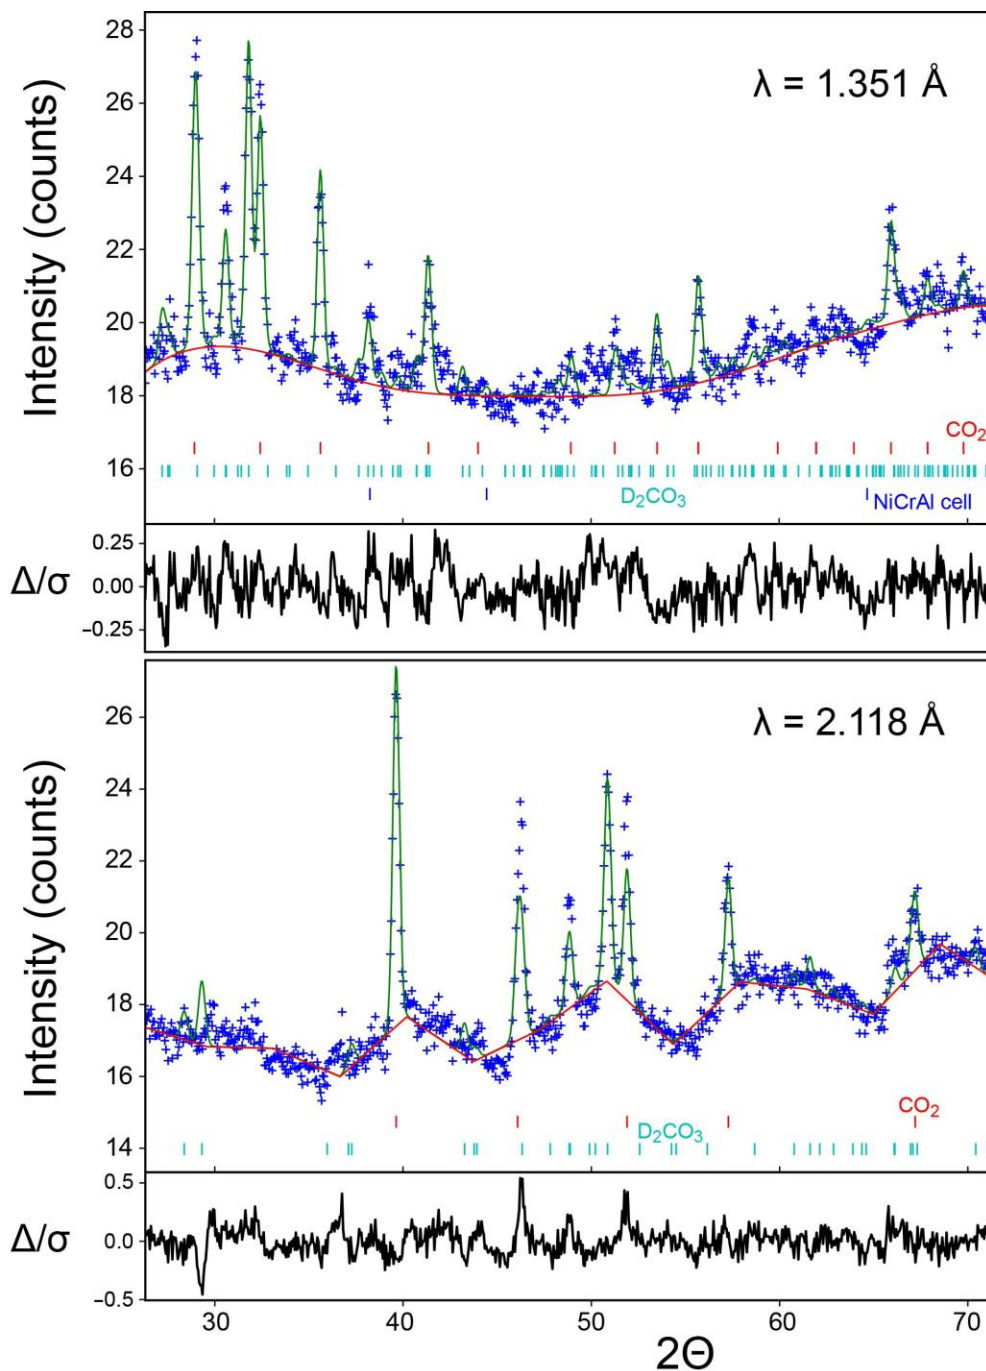 28
λ = 1.351 Å
26
24
22
20
18
16
Intensity (counts)
CO₂
D₂CO₃
NiCrAl cell
0.25
0.00
−0.25
Δ/σ
λ = 2.118 Å
26
24
22
20
18
16
14
Intensity (counts)
CO₂
D₂CO₃
0.5
0.0
−0.5
Δ/σ
30 40 50 60 70
2Θ